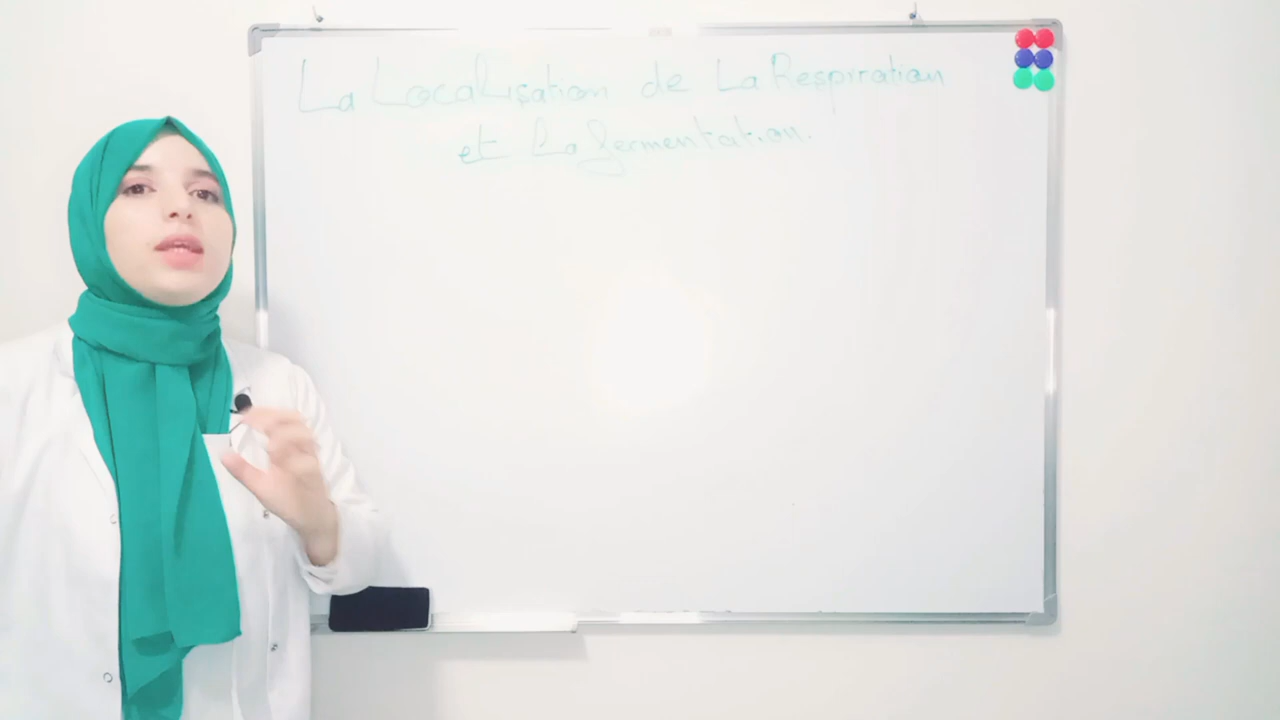 La Localisation de La Respiration
et La fermentation.